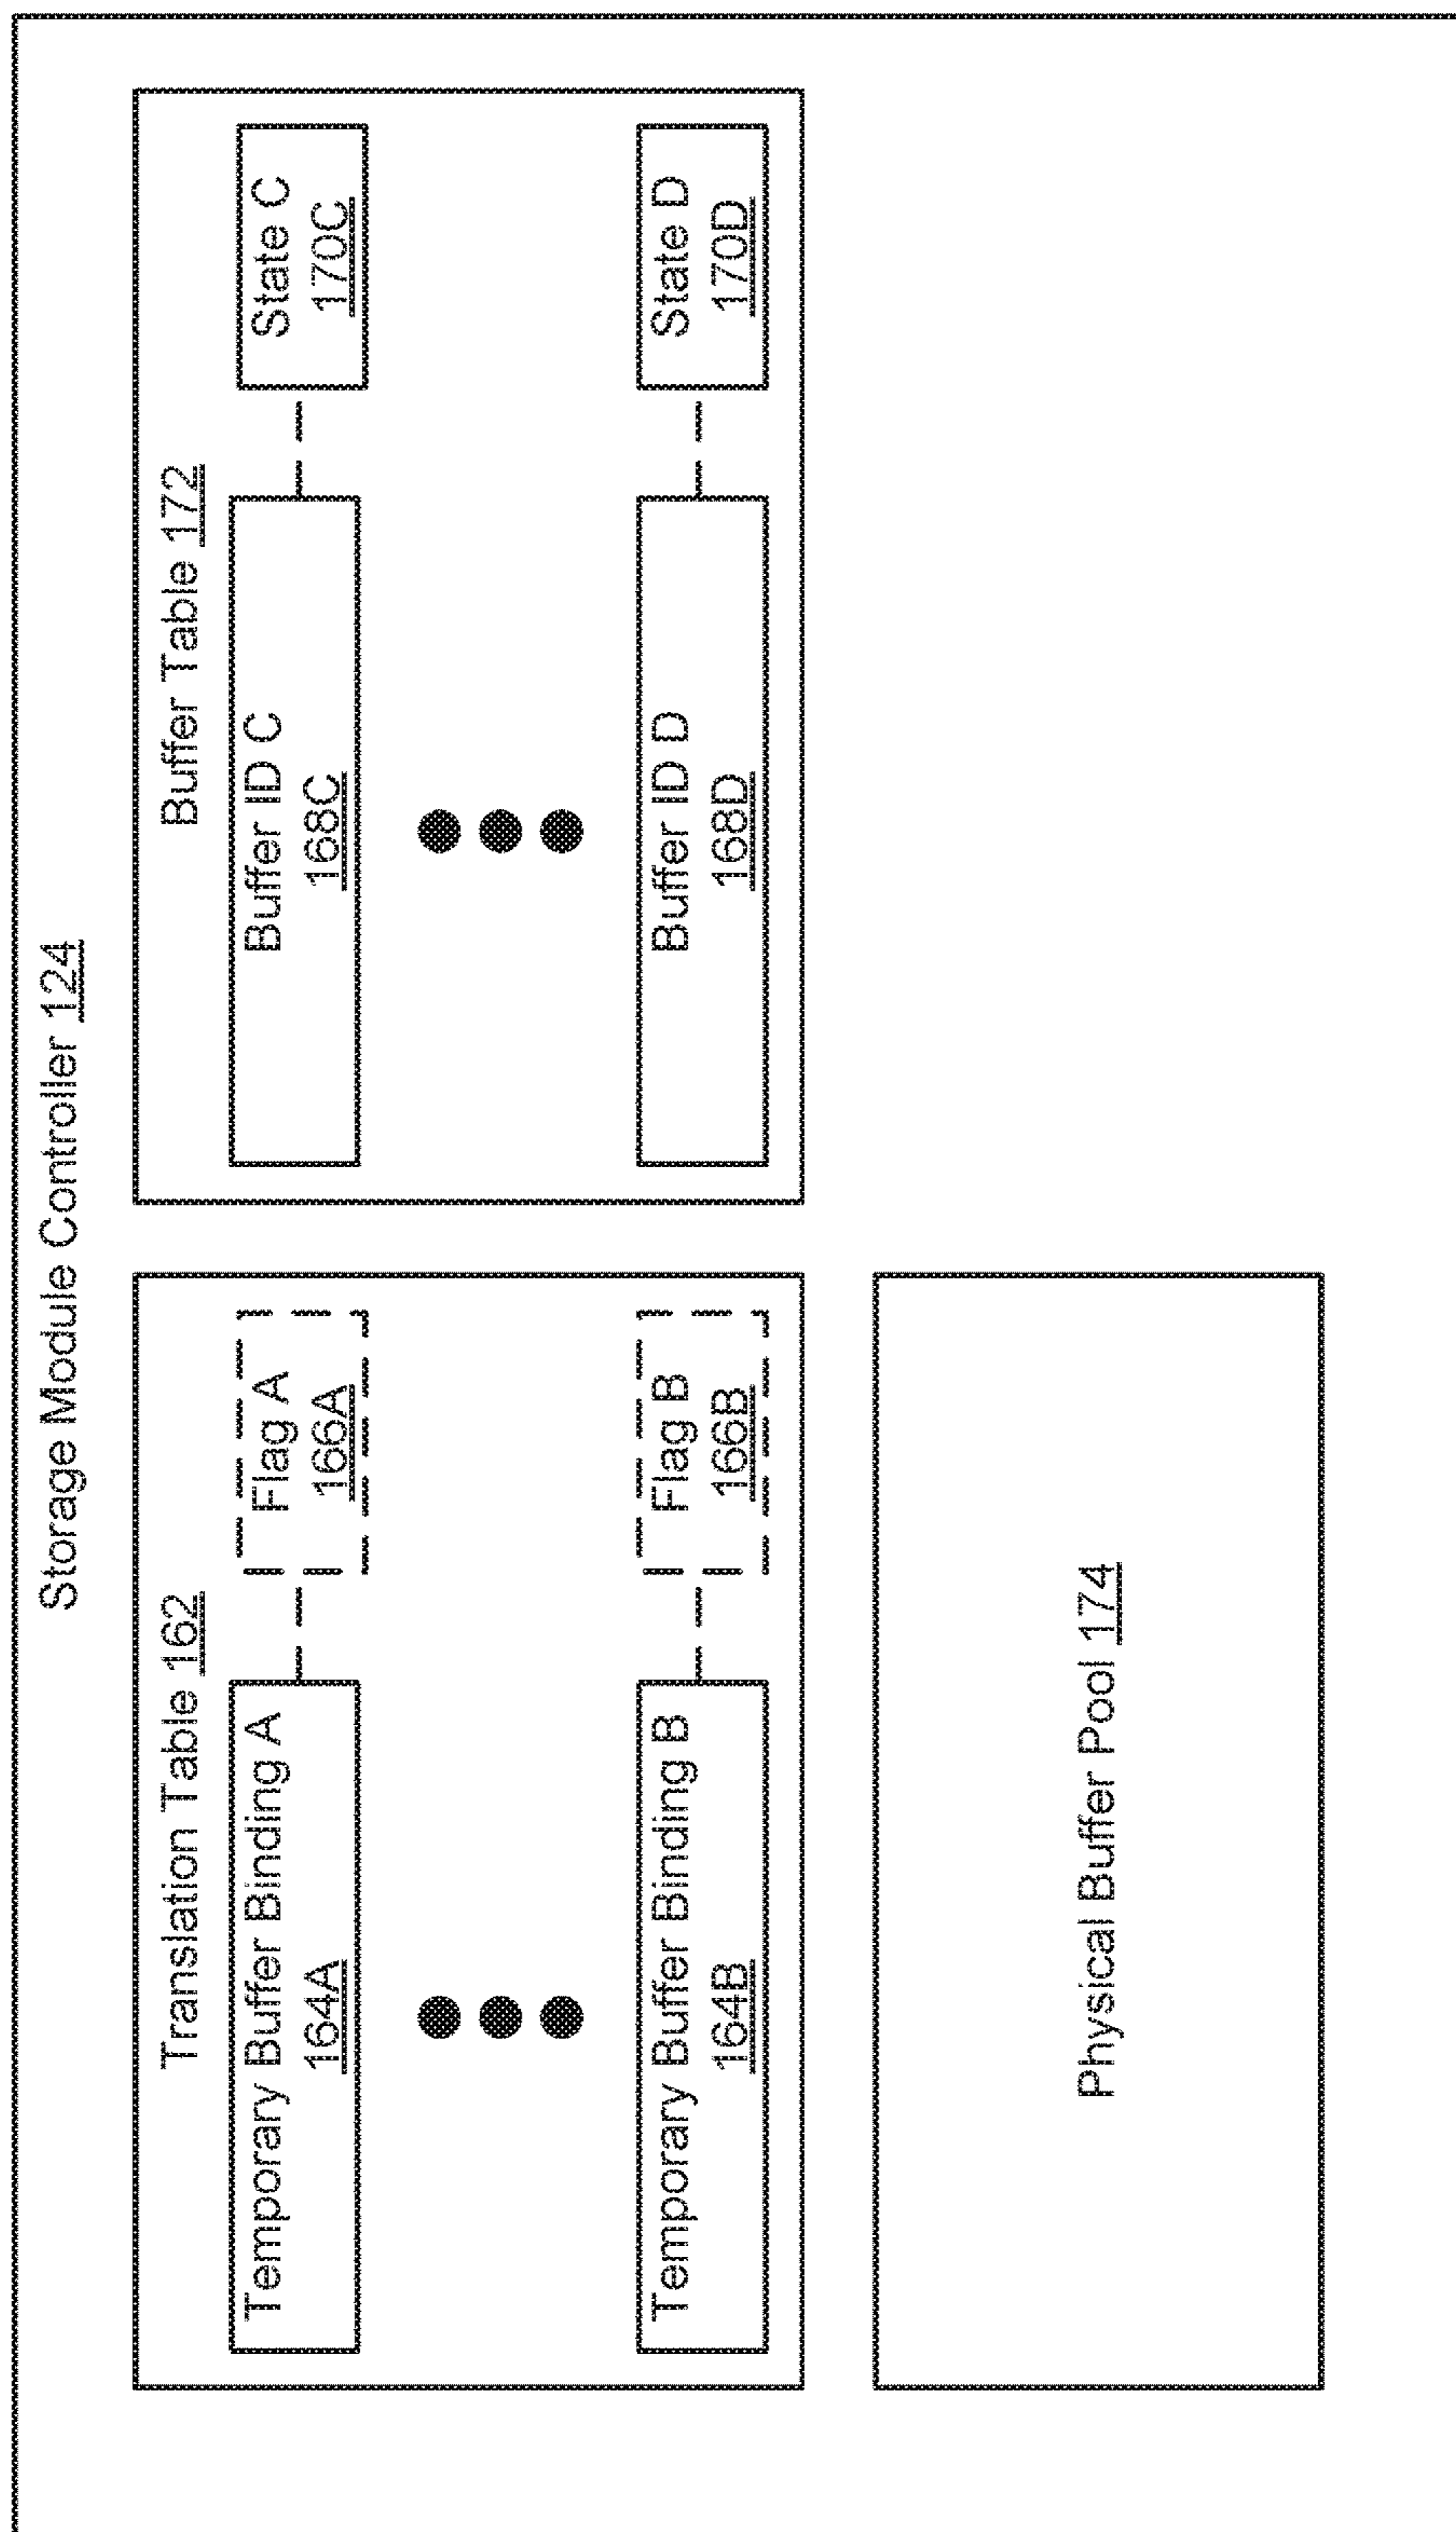 Storage Module Controller 124
Translation Table 162
Temporary Buffer Binding A
164A
Flag A
166A
Temporary Buffer Binding B
164B
Flag B
166B
Buffer Table 172
Buffer ID C
168C
State C
170C
Buffer ID D
168D
State D
170D
Physical Buffer Pool 174